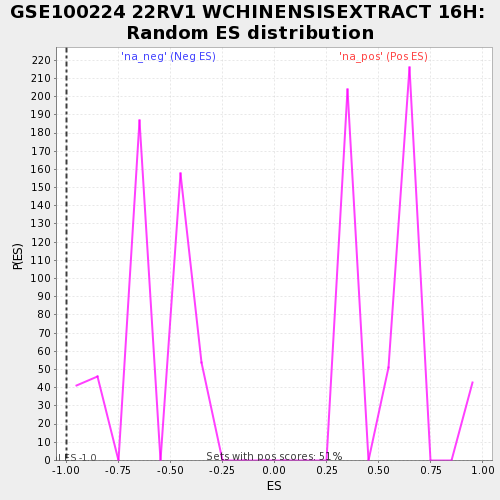 GSE100224 22RV1 WCHINENSISEXTRACT 16H:
Random ES distribution
'na_neg' (Neg ES)
'na_pos' (Pos ES)
220
210
200
190
180
170
160
150
140
130
120
110
100
90
80
70
60
50
40
30
20
10
0
P(ES)
ES -1.0
Sets with pos scores: 51%
-1.00 -0.75 -0.50 -0.25 0.00 0.25 0.50 0.75 1.00
ES